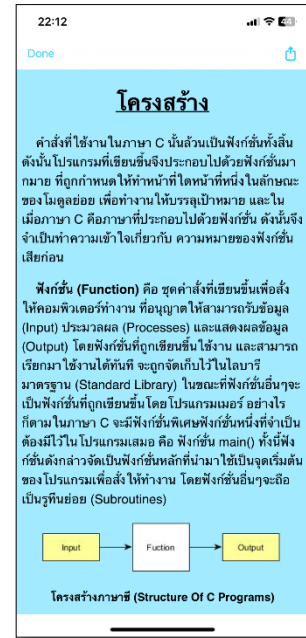 22:12
Done
โครงสร้าง
คำสั่งที่ใช้งานในภาษา C นั้นล้วนเป็นฟังก์ชั่นทั้งสิ้น
ดังนั้นโปรแกรมที่เขียนขึ้นจึงประกอบไปด้วยฟังก์ชั่นมา
กมาย ที่ถูกกำหนดให้ทำหน้าที่ใดหน้าที่หนึ่งในลักษณะ
ของโมดูลย่อย เพื่อทำงานให้บรรลุเป้าหมาย และใน
เมื่อภาษา C คือภาษาที่ประกอบไปด้วยฟังก์ชั่น ดังนั้นจึง
จำเป็นทำความเข้าใจเกี่ยวกับ ความหมายของฟังก์ชั่น
เสียก่อน
ฟังก์ชั่น (Function) คือ ชุดคำสั่งที่เขียนขึ้นเพื่อสั่ง
ให้คอมพิวเตอร์ทำงาน ที่อนุญาตให้สามารถรับข้อมูล
(Input) ประมวลผล (Processes) และแสดงผลข้อมูล
(Output) โดยฟังก์ชั่นที่ถูกเขียนขึ้นใช้งาน และสามารถ
เรียกมาใช้งานได้ทันที จะถูกจัดเก็บไว้ในไลบารี
มาตรฐาน (Standard Library) ในขณะที่ฟังก์ชั่นอื่นๆจะ
เป็นฟังก์ชั่นที่ถูกเขียนขึ้นโดยโปรแกรมเมอร์ อย่างไร
ก็ตามในภาษา C จะมีฟังก์ชั่นพิเศษฟังก์ชั่นหนึ่งที่จำเป็น
ต้องมีไว้ในโปรแกรมเสมอ คือ ฟังก์ชั่น main() ทั้งนี้ฟัง
ก์ชั่นดังกล่าวจัดเป็นฟังก์ชั่นหลักที่นำมาใช้เป็นจุดเริ่มต้น
ของโปรแกรมเพื่อสั่งให้ทำงาน โดยฟังก์ชั่นอื่นๆจะถือ
เป็นรูทีนย่อย (Subroutines)
Input Fuction Output
โครงสร้างภาษาซี (Structure Of C Programs)